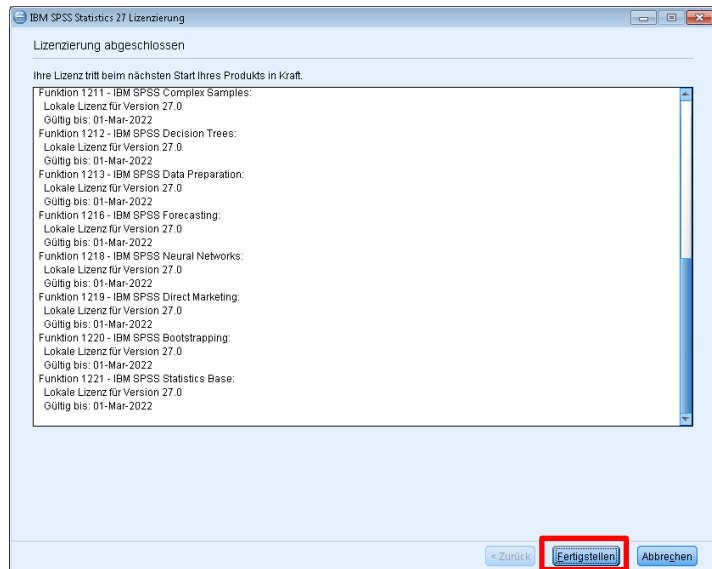 IBM SPSS Statistics 27 Lizenzierung
Lizenzierung abgeschlossen
Ihre Lizenz tritt beim nächsten Start Ihres Produkts in Kraft.
Funktion 1211 - IBM SPSS Complex Samples:
Lokale Lizenz für Version 27.0
Gültig bis: 01-Mar-2022
Funktion 1212 - IBM SPSS Decision Trees:
Lokale Lizenz für Version 27.0
Gültig bis: 01-Mar-2022
Funktion 1213 - IBM SPSS Data Preparation:
Lokale Lizenz für Version 27.0
Gültig bis: 01-Mar-2022
Funktion 1216 - IBM SPSS Forecasting:
Lokale Lizenz für Version 27.0
Gültig bis: 01-Mar-2022
Funktion 1218 - IBM SPSS Neural Networks:
Lokale Lizenz für Version 27.0
Gültig bis: 01-Mar-2022
Funktion 1219 - IBM SPSS Direct Marketing:
Lokale Lizenz für Version 27.0
Gültig bis: 01-Mar-2022
Funktion 1220 - IBM SPSS Bootstrapping:
Lokale Lizenz für Version 27.0
Gültig bis: 01-Mar-2022
Funktion 1221 - IBM SPSS Statistics Base:
Lokale Lizenz für Version 27.0
Gültig bis: 01-Mar-2022
< Zurück Fertigstellen Abbrechen